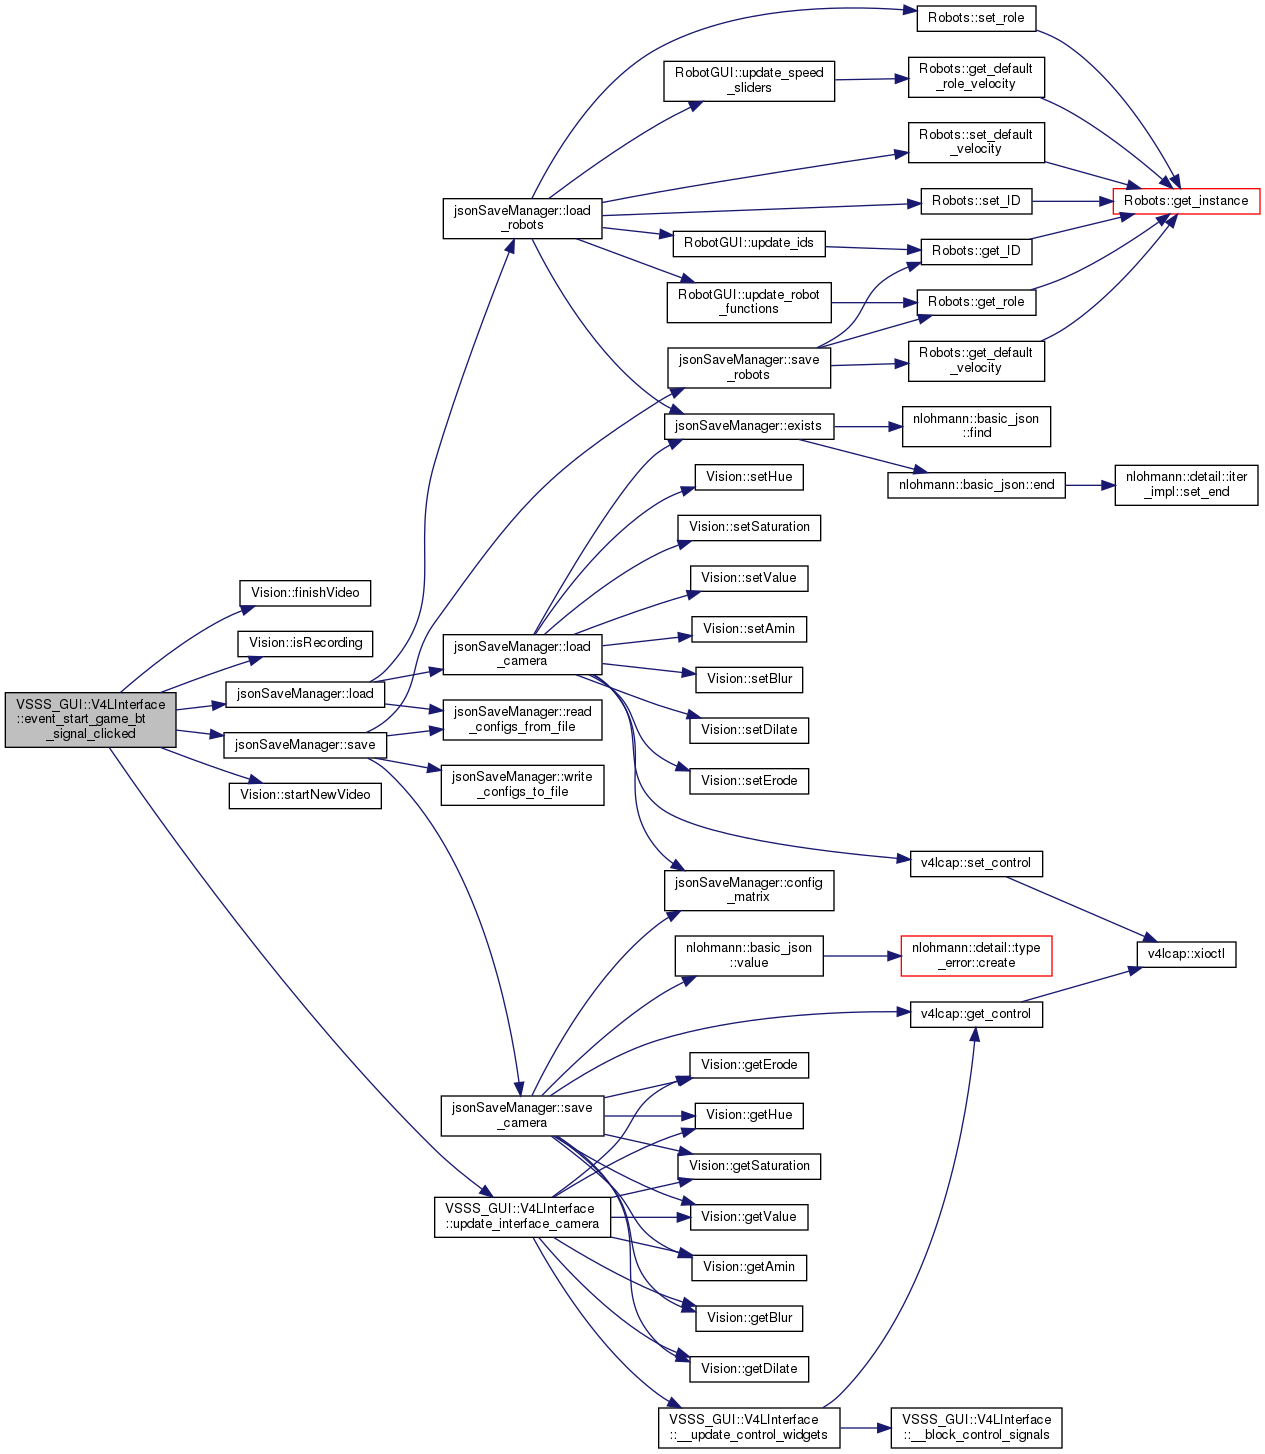 Robots::set_role
RobotGUI::update_speed
_sliders
Robots::get_default
_role_velocity
Robots::set_default
_velocity
jsonSaveManager::load
_robots
Robots::set_ID
Robots::get_instance
RobotGUI::update_ids
Robots::get_ID
RobotGUI::update_robot
_functions
Robots::get_role
jsonSaveManager::save
_robots
Robots::get_default
_velocity
jsonSaveManager::exists
nlohmann::basic_json
::find
nlohmann::basic_json::end
nlohmann::detail::iter
_impl::set_end
Vision::setHue
Vision::setSaturation
Vision::setValue
Vision::finishVideo
Vision::setAmin
Vision::isRecording
jsonSaveManager::load
_camera
Vision::setBlur
jsonSaveManager::load
VSSS_GUI::V4LInterface
::event_start_game_bt
_signal_clicked
jsonSaveManager::read
_configs_from_file
Vision::setDilate
jsonSaveManager::save
Vision::setErode
jsonSaveManager::write
_configs_to_file
Vision::startNewVideo
v4lcap::set_control
jsonSaveManager::config
_matrix
nlohmann::basic_json
::value
nlohmann::detail::type
_error::create
v4lcap::xioctl
v4lcap::get_control
Vision::getErode
jsonSaveManager::save
_camera
Vision::getHue
Vision::getSaturation
VSSS_GUI::V4LInterface
::update_interface_camera
Vision::getValue
Vision::getAmin
Vision::getBlur
Vision::getDilate
VSSS_GUI::V4LInterface
::__update_control_widgets
VSSS_GUI::V4LInterface
::__block_control_signals